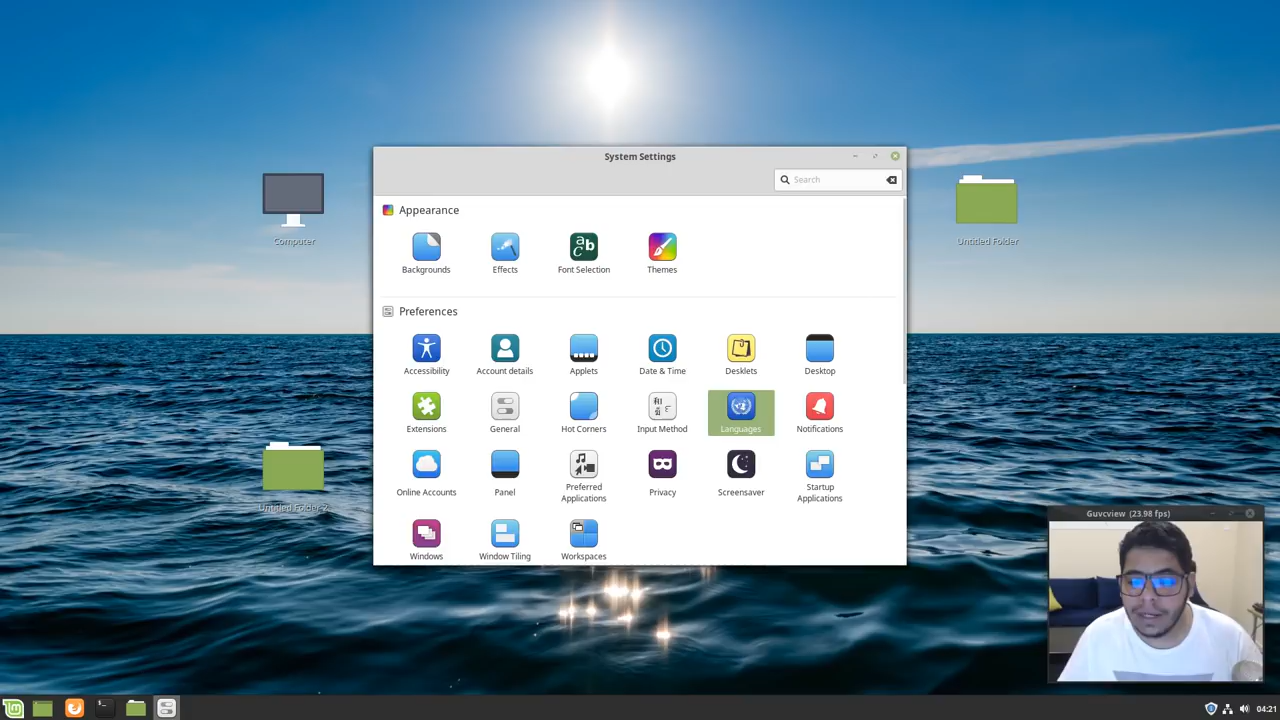 System Settings
Search
Computer
Untitled Folder
Appearance
Backgrounds
Effects
Font Selection
Themes
Preferences
Accessibility
Account details
Applets
Date & Time
Desklets
Desktop
Extensions
General
Hot Corners
Input Method
Languages
Notifications
Online Accounts
Panel
Preferred
Applications
Privacy
Screensaver
Startup
Applications
Windows
Window Tiling
Workspaces
Untitled Folder 2
Guvcview (23.98 fps)
04:21